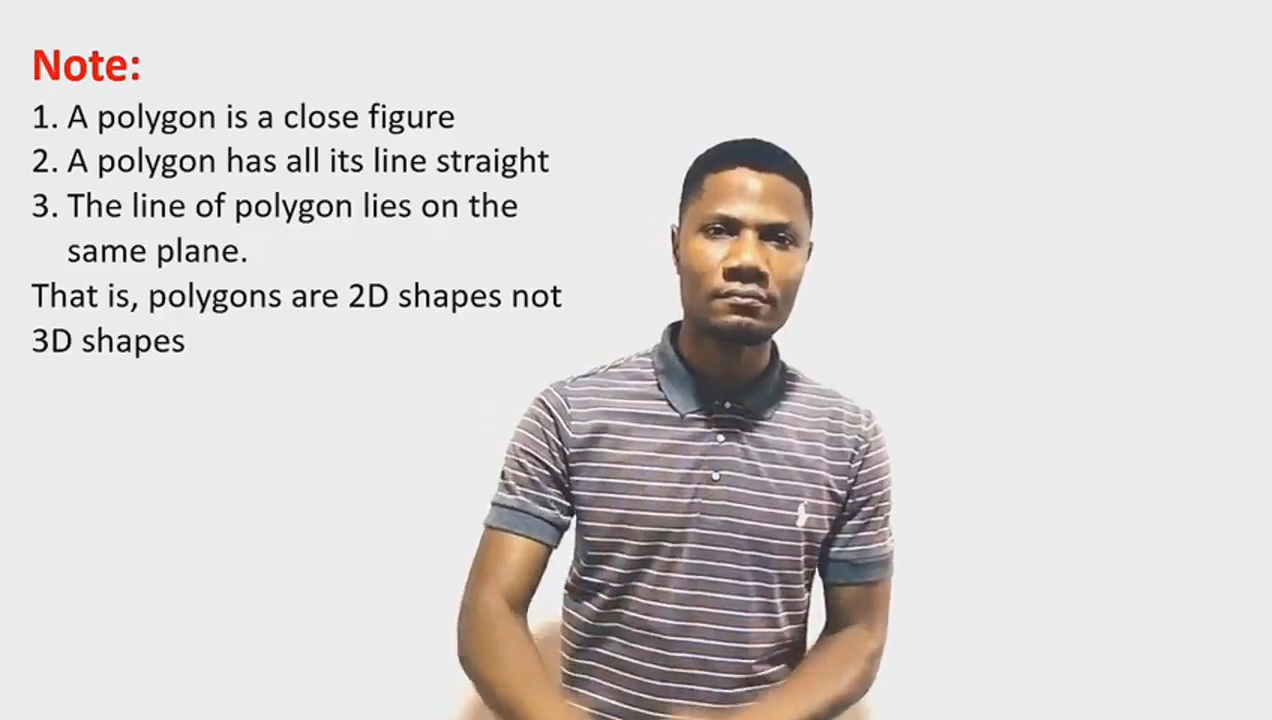 Note:
1. A polygon is a close figure
2. A polygon has all its line straight
3. The line of polygon lies on the
same plane.
That is, polygons are 2D shapes not
3D shapes